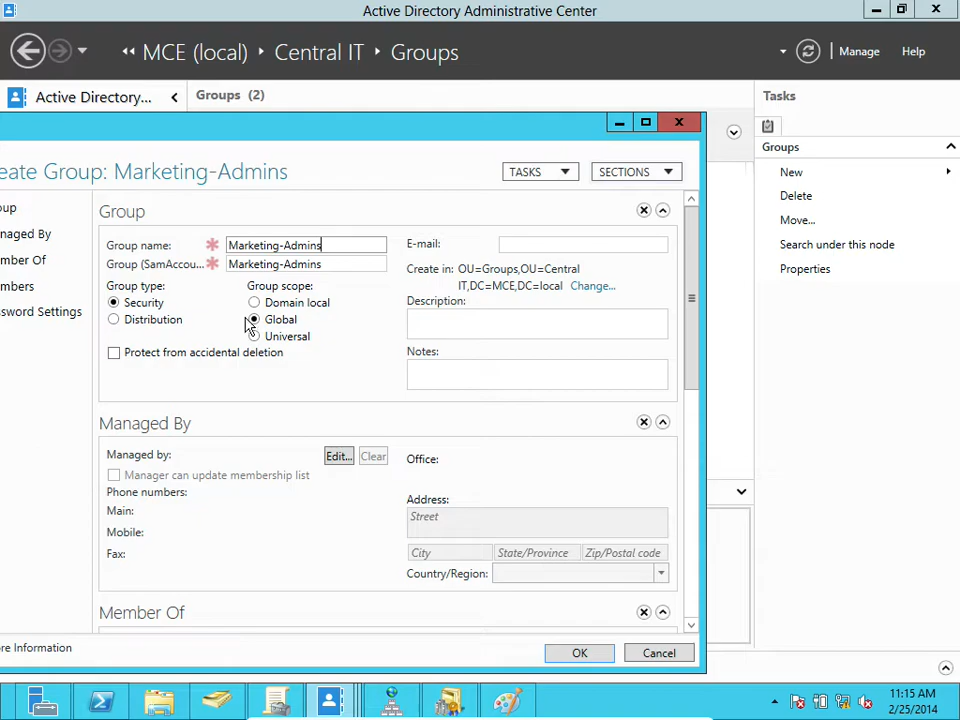 Active Directory Administrative Center
MCE (local) Central IT Groups
Manage Help
Active Directory...
Groups (2)
Tasks
Groups
New
Delete
Move...
Search under this node
Properties
eate Group: Marketing-Admins
TASKS
SECTIONS
oup
anaged By
ember Of
embers
ssword Settings
Group
Group name: Marketing-Admins
Group (SamAccou... Marketing-Admins
Group type:
Security
Distribution
Protect from accidental deletion
Group scope:
Domain local
Global
Universal
E-mail:
Create in: OU=Groups,OU=Central
IT,DC=MCE,DC=local Change...
Description:
Notes:
Managed By
Managed by: Edit... Clear
Manager can update membership list
Phone numbers:
Main:
Mobile:
Fax:
Office:
Address:
Street
City State/Province Zip/Postal code
Country/Region:
Member Of
re Information
OK
Cancel
11:15 AM
2/25/2014